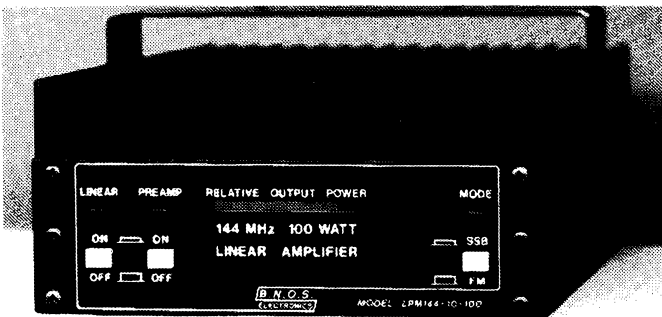 LINEAR PREAMP RELATIVE OUTPUT POWER MODE
144 MHz 100 WATT
LINEAR AMPLIFIER
ON ON SSB
OFF OFF FM
B.N.O.S.
ELECTRONICS
MODEL LPM144-10-100